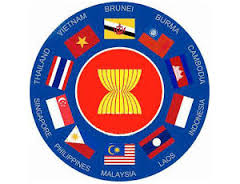 BRUNEI
BURMA
CAMBODIA
INDONESIA
LAOS
MALAYSIA
PHILIPPINES
SINGAPORE
THAILAND
VIETNAM